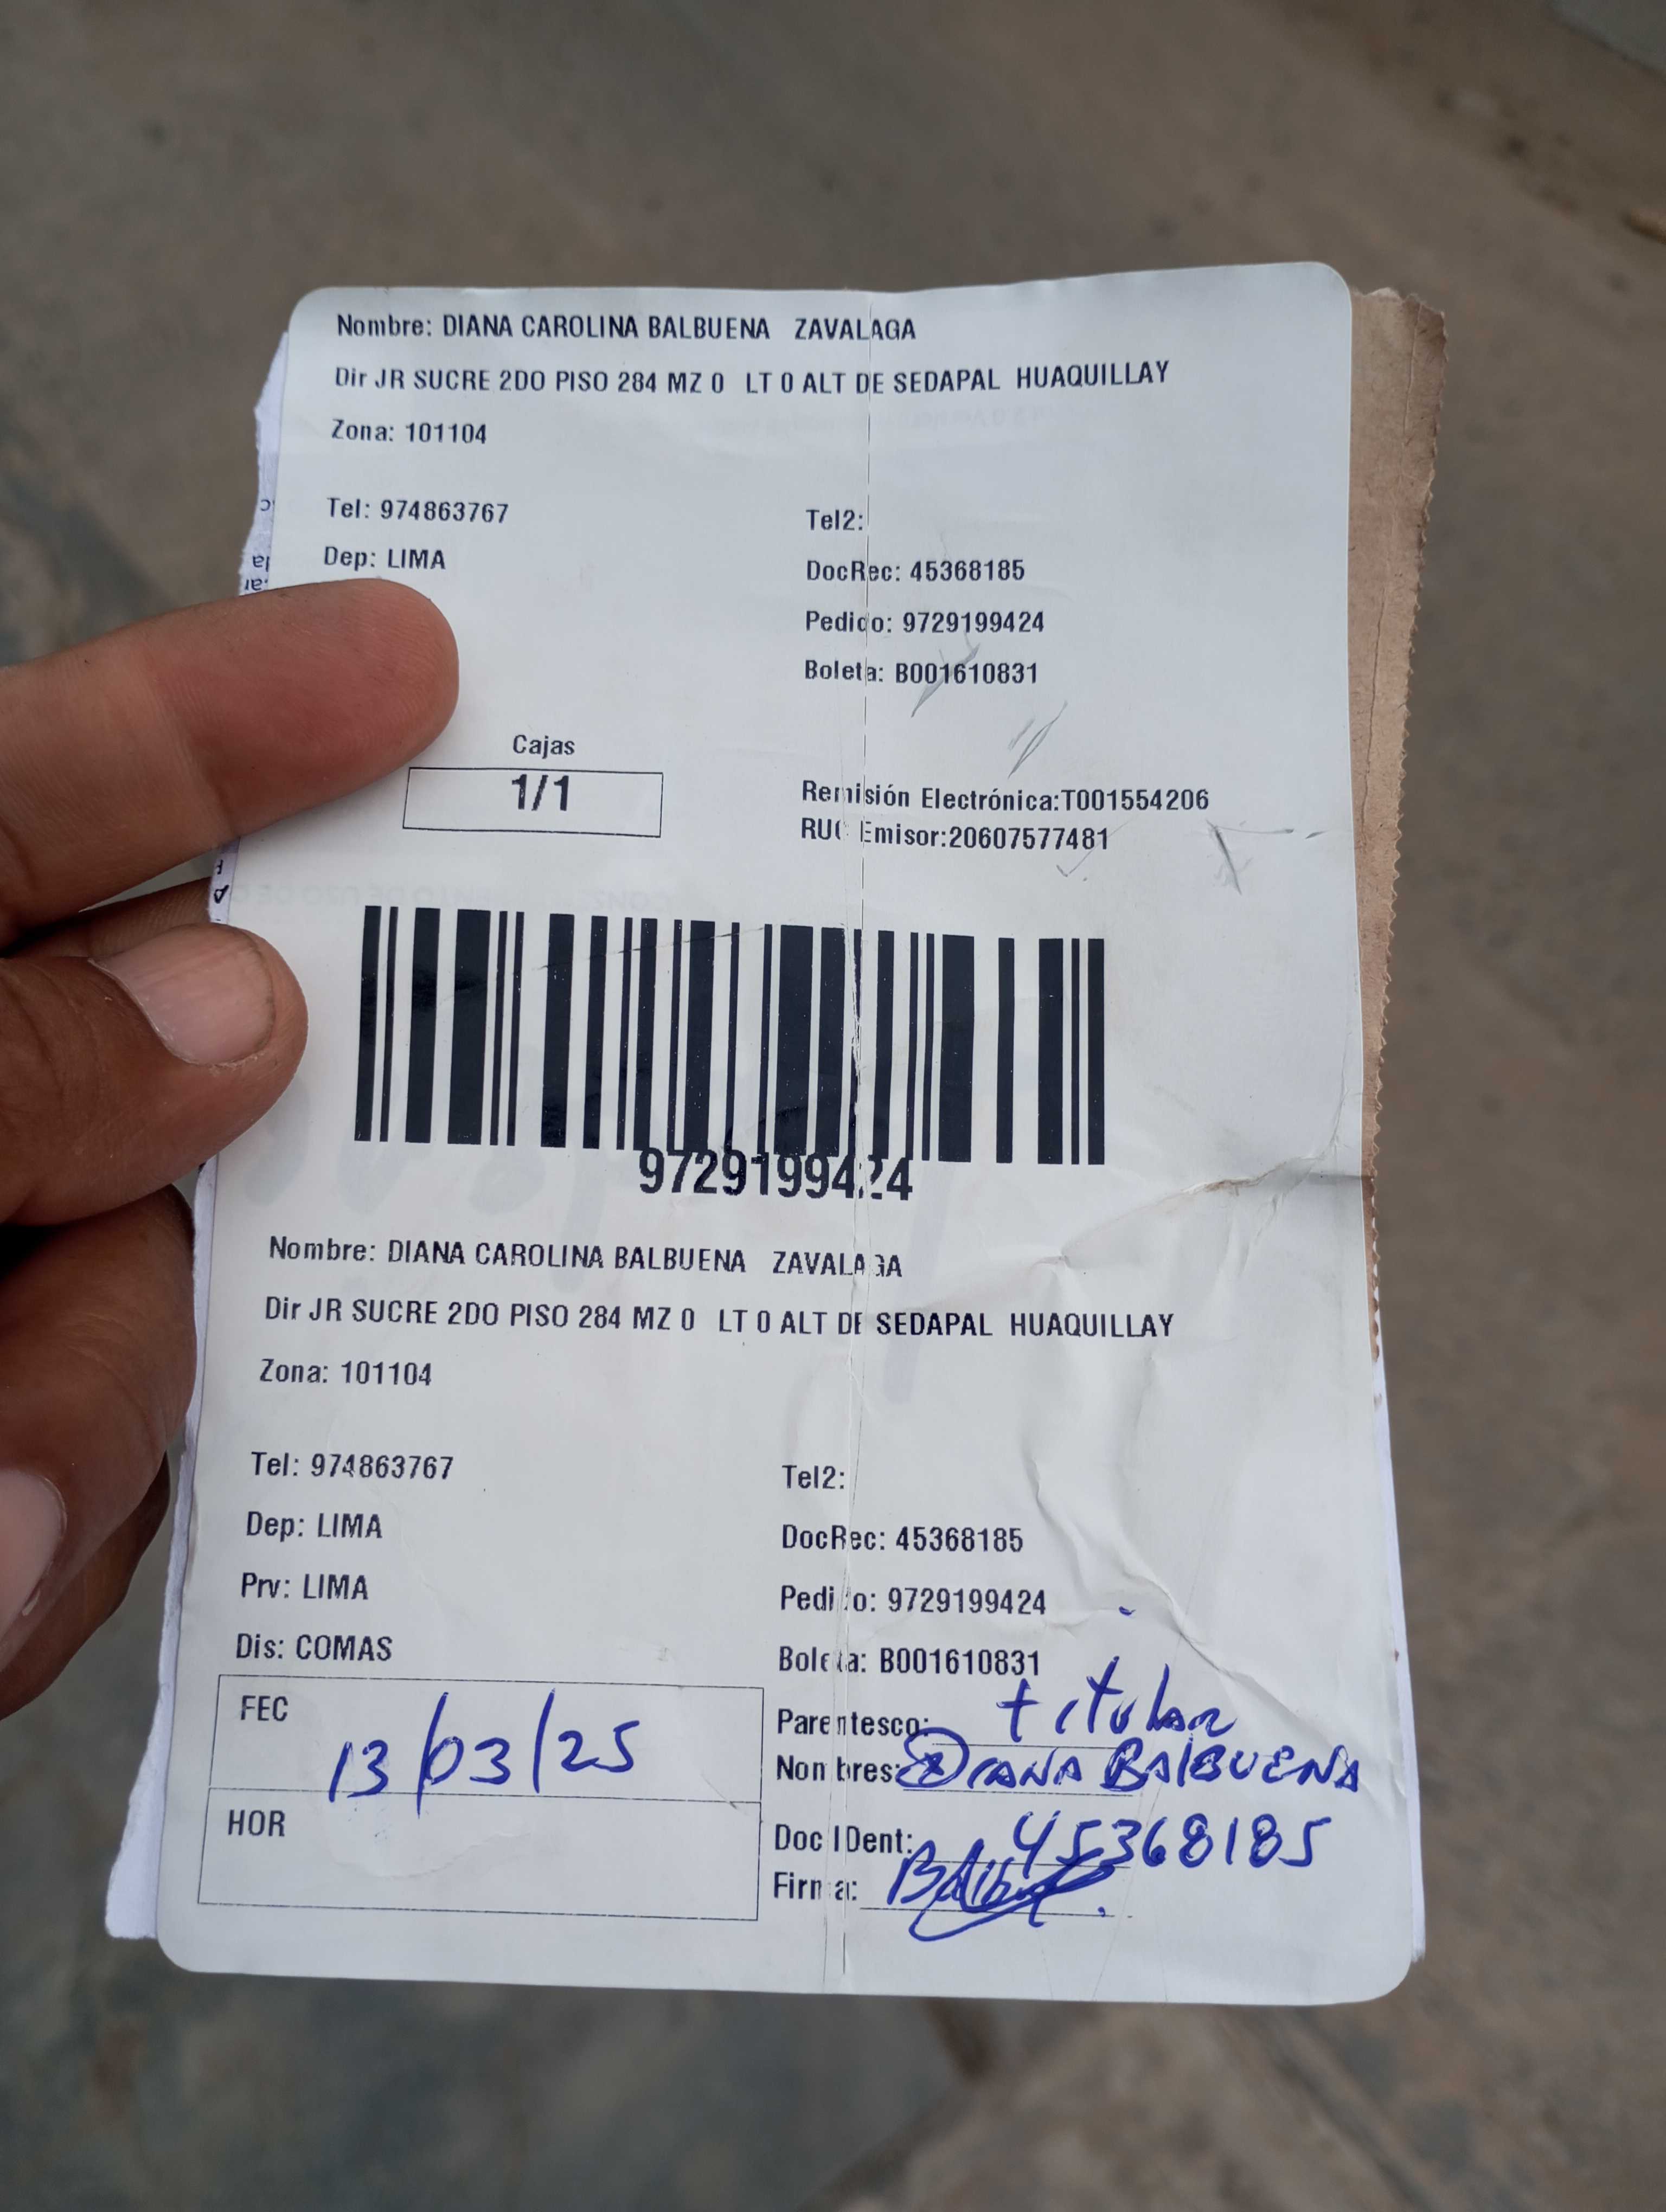 Nombre: DIANA CAROLINA BALBUENA ZAVALAGA
Dir JR SUCRE 2DO PISO 284 MZ 0 LT 0 ALT DE SEDAPAL HUAQUILLAY
Zona: 101104
Tel: 974863767 Tel2:
Dep: LIMA DocRec: 45368185
Pedido: 9729199424
Boleta: B001610831
Cajas
1/1
Remisión Electrónica:T001554206
RUC Emisor:20607577481
9729199424
Nombre: DIANA CAROLINA BALBUENA ZAVALAGA
Dir JR SUCRE 2DO PISO 284 MZ 0 LT 0 ALT DE SEDAPAL HUAQUILLAY
Zona: 101104
Tel: 974863767 Tel2:
Dep: LIMA DocRec: 45368185
Prv: LIMA Pedido: 9729199424
Dis: COMAS Boleta: B001610831
FEC 13/03/25 Parentesco: titular
Nombres: DIANA BALBUENA
HOR Doc IDent: 45368185
Firma: